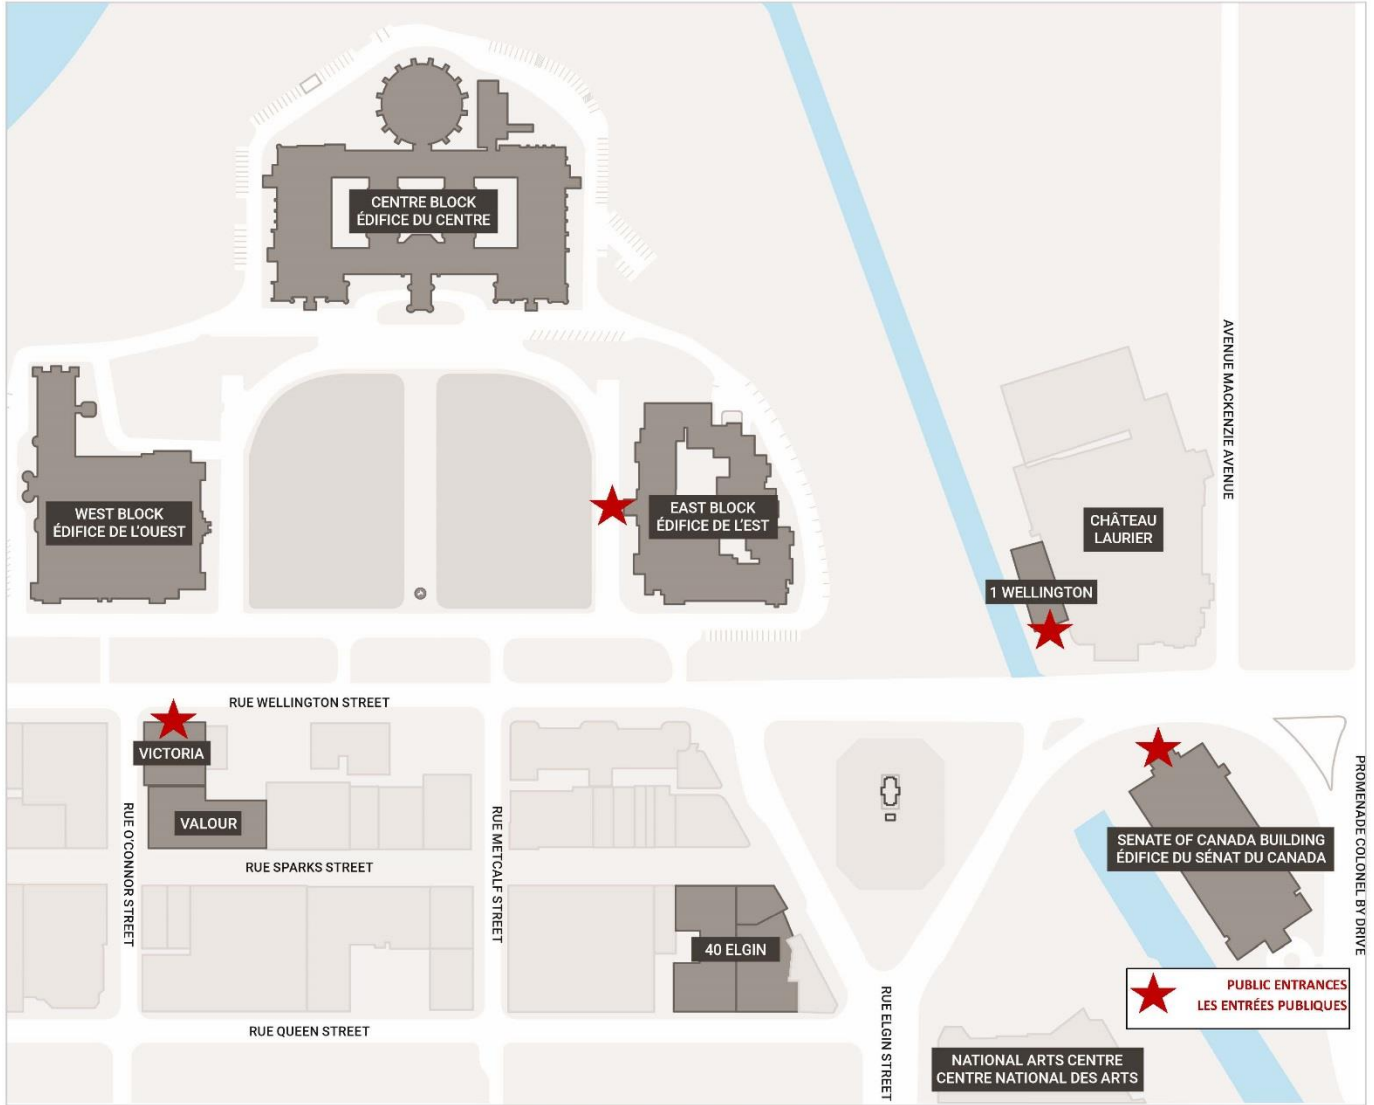 CENTRE BLOCK
ÉDIFICE DU CENTRE
AVENUE MACKENZIE AVENUE
WEST BLOCK
ÉDIFICE DE L'OUEST
EAST BLOCK
ÉDIFICE DE L'EST
CHÂTEAU
LAURIER
1 WELLINGTON
RUE WELLINGTON STREET
VICTORIA
VALOUR
RUE O'CONNOR STREET
RUE METCALF STREET
PROMENADE COLONEL BY DRIVE
SENATE OF CANADA BUILDING
ÉDIFICE DU SÉNAT DU CANADA
RUE SPARKS STREET
40 ELGIN
PUBLIC ENTRANCES
LES ENTRÉES PUBLIQUES
RUE QUEEN STREET
RUE ELGIN STREET
NATIONAL ARTS CENTRE
CENTRE NATIONAL DES ARTS